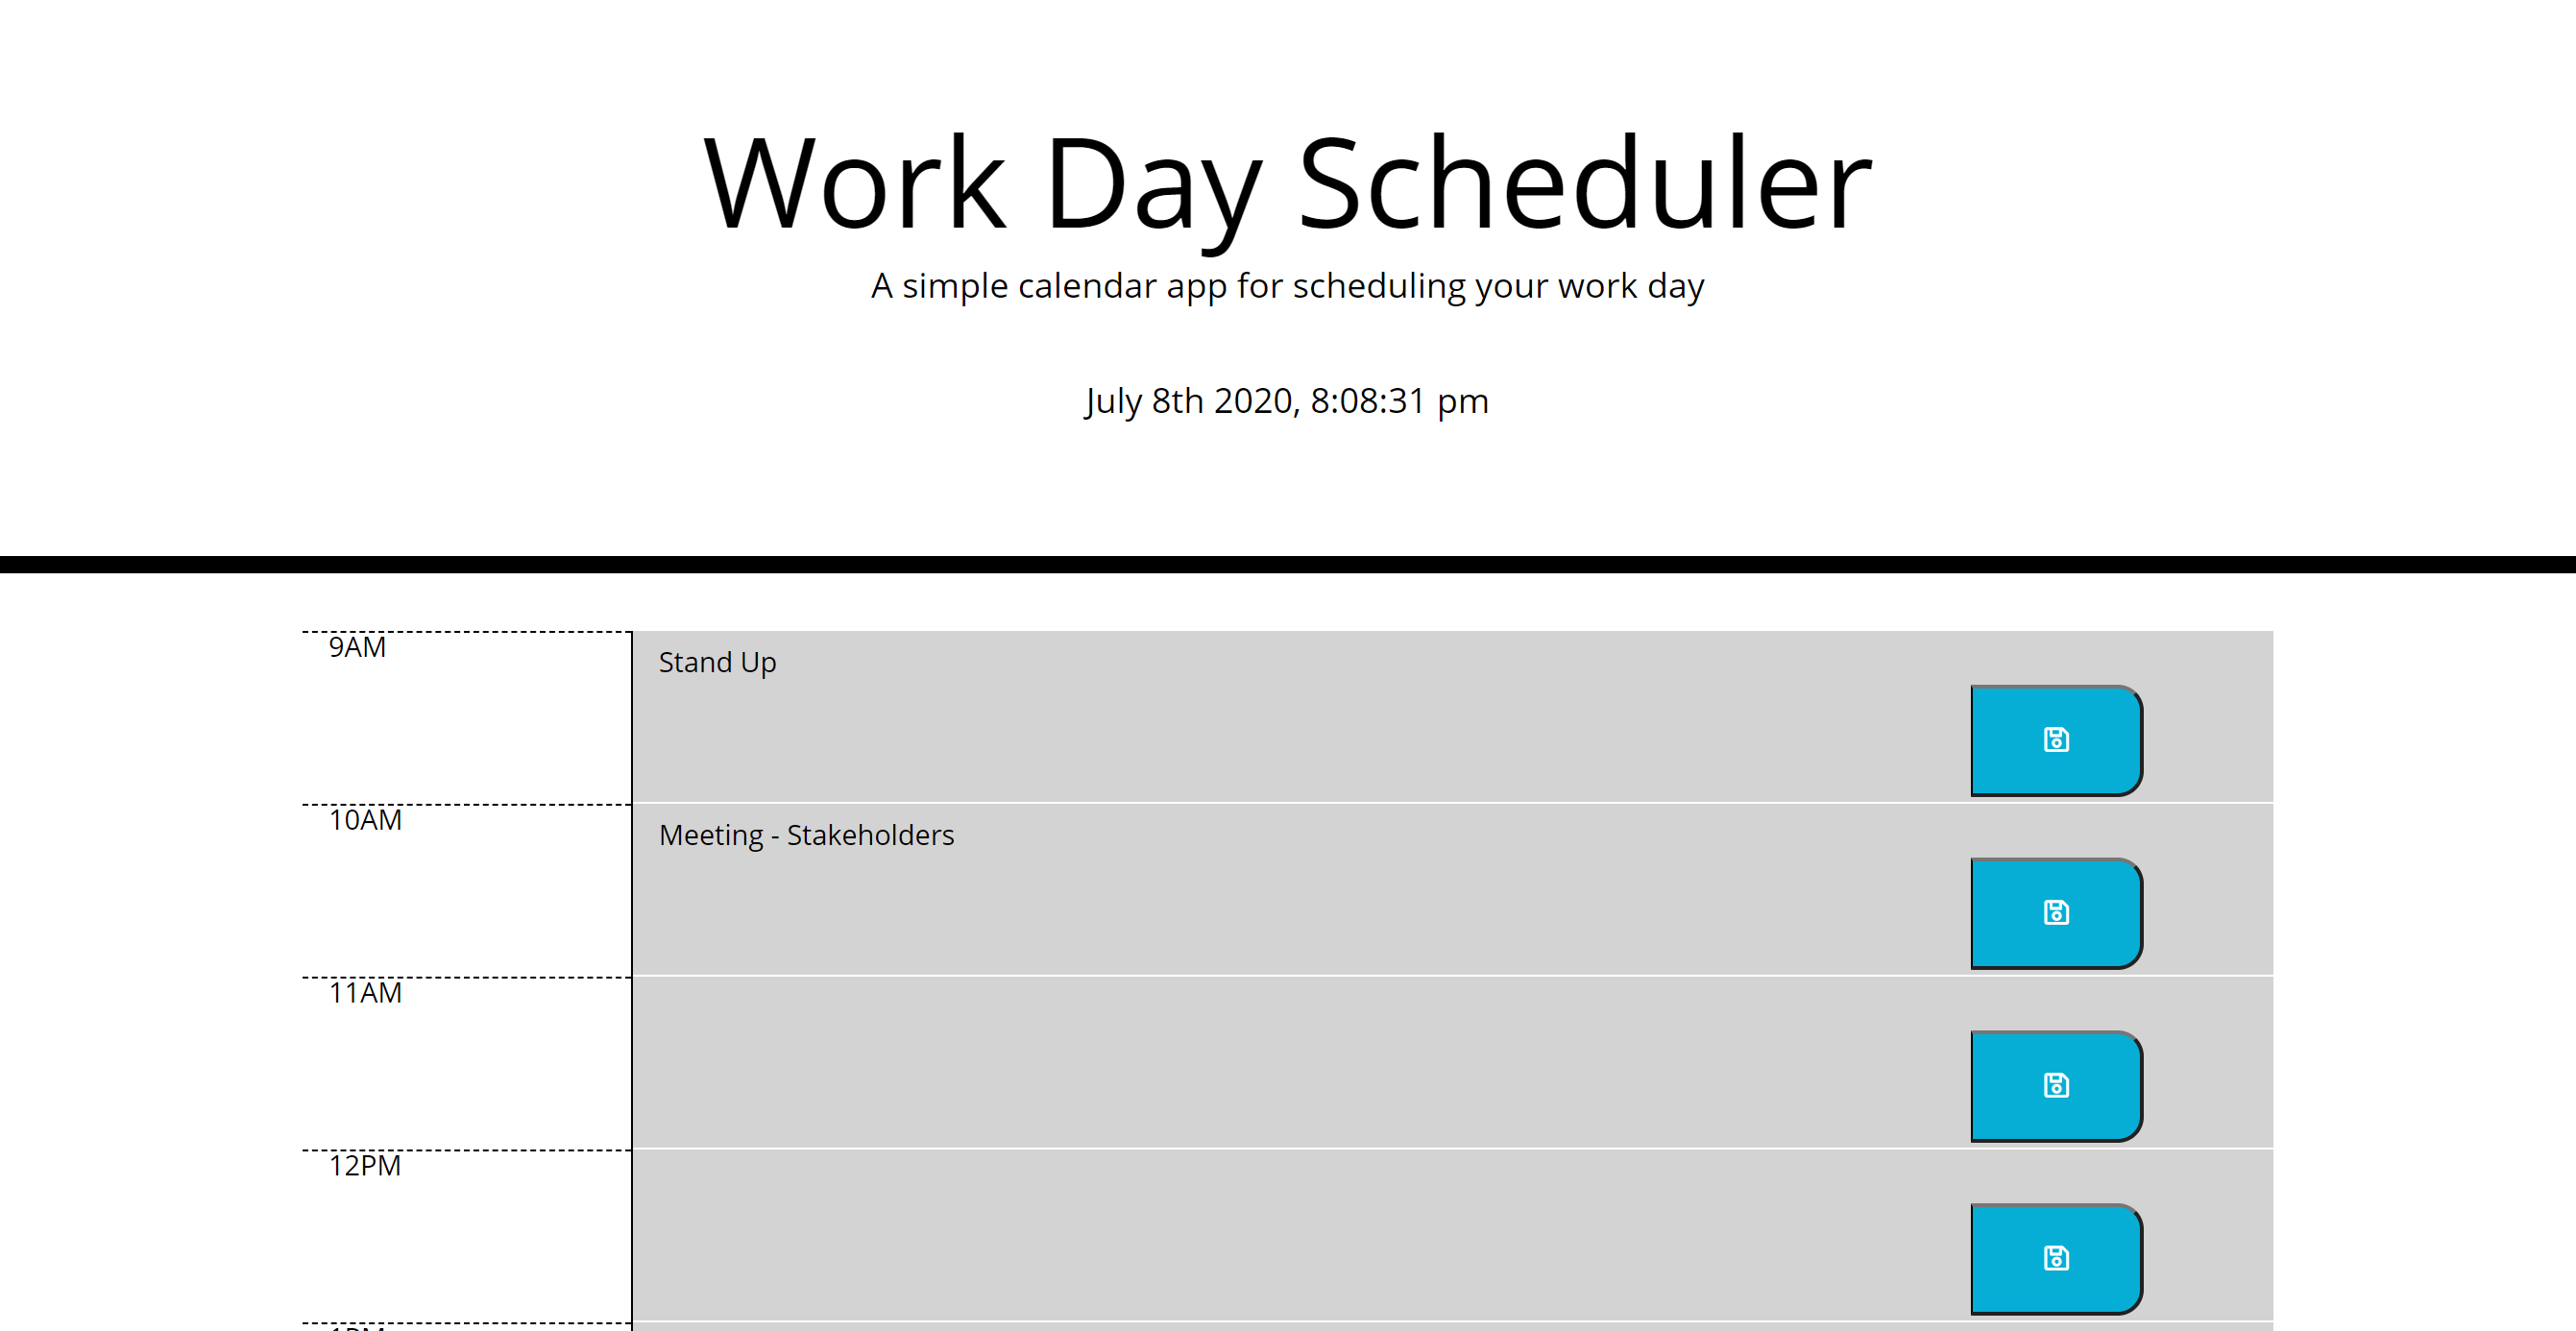 Work Day Scheduler
A simple calendar app for scheduling your work day
July 8th 2020, 8:08:31 pm
9AM
Stand Up
10AM
Meeting - Stakeholders
11AM
12PM